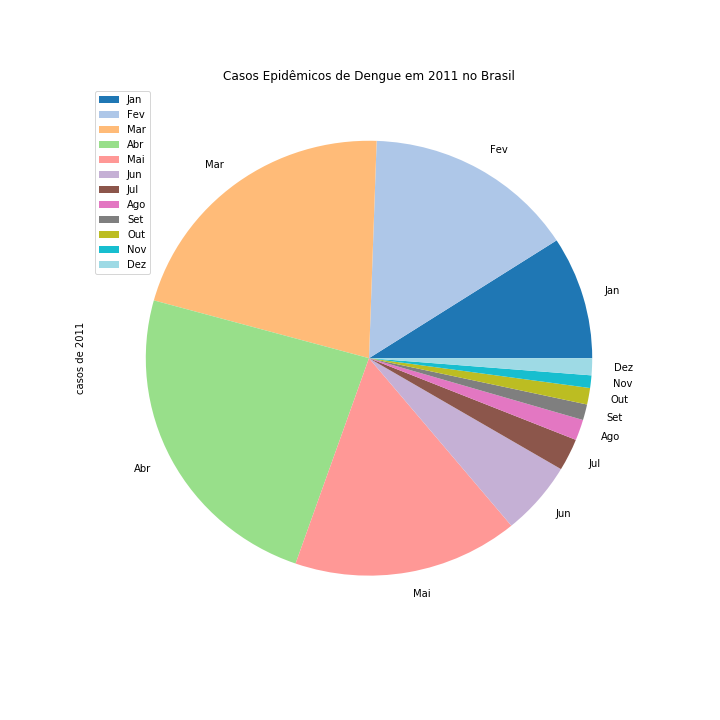 Casos Epidêmicos de Dengue em 2011 no Brasil
Jan
Fev
Mar
Abr
Mai
Jun
Jul
Ago
Set
Out
Nov
Dez
casos de 2011
Jan
Fev
Mar
Abr
Mai
Jun
Jul
Ago
Set
Out
Nov
Dez